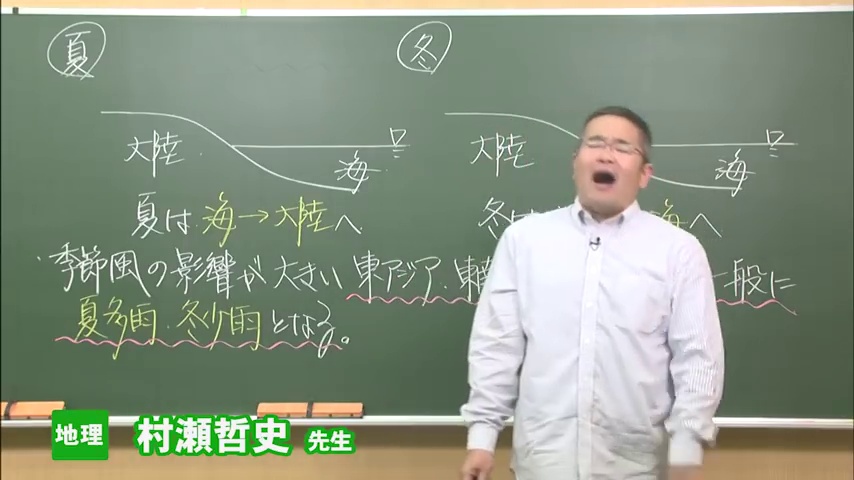 夏
冬
大陸
海
大陸
海
夏は 海→大陸へ
冬は 海へ
季節風の影響が大きい 東アジア・東 一般に
夏多雨・冬少雨となる。
地理 村瀬哲史 先生